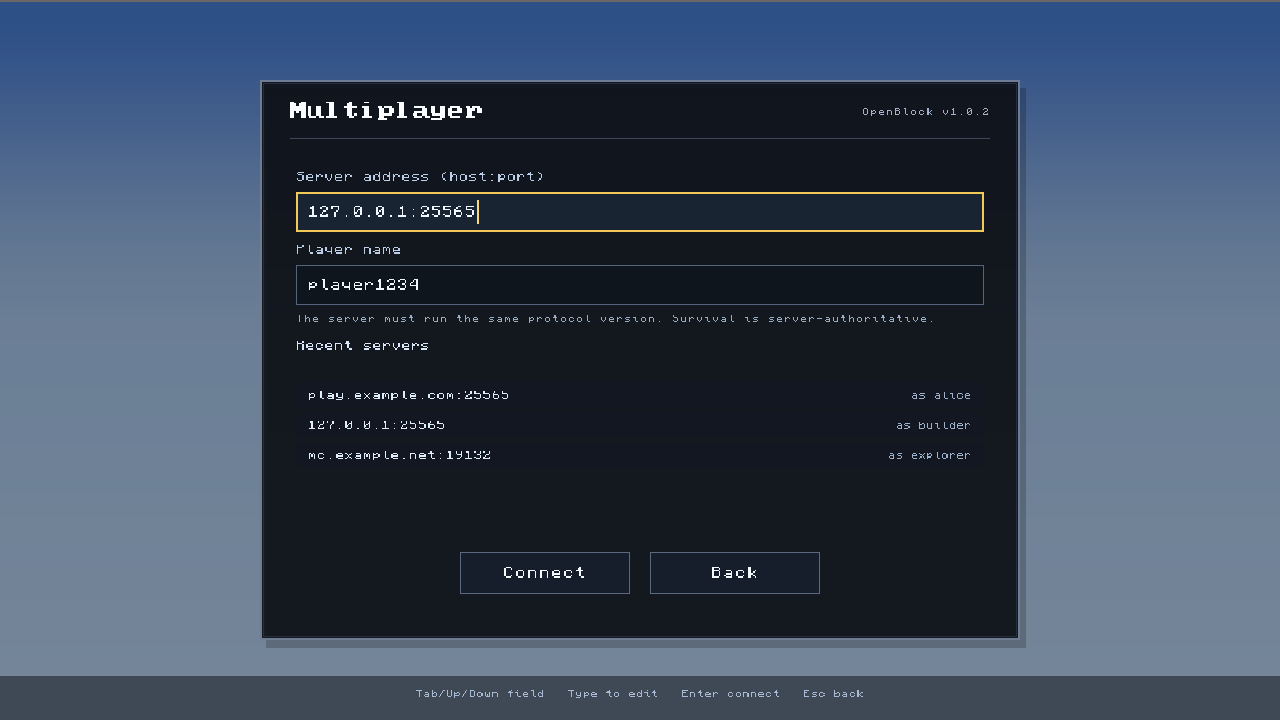 Multiplayer
OpenBlock v1.0.2
Server address (host:port)
127.0.0.1:25565
Player name
player1234
The server must run the same protocol version. Survival is server-authoritative.
Recent servers
play.example.com:25565 as alice
127.0.0.1:25565 as builder
mc.example.net:19132 as explorer
Connect Back
Tab/Up/Down field Type to edit Enter connect Esc back